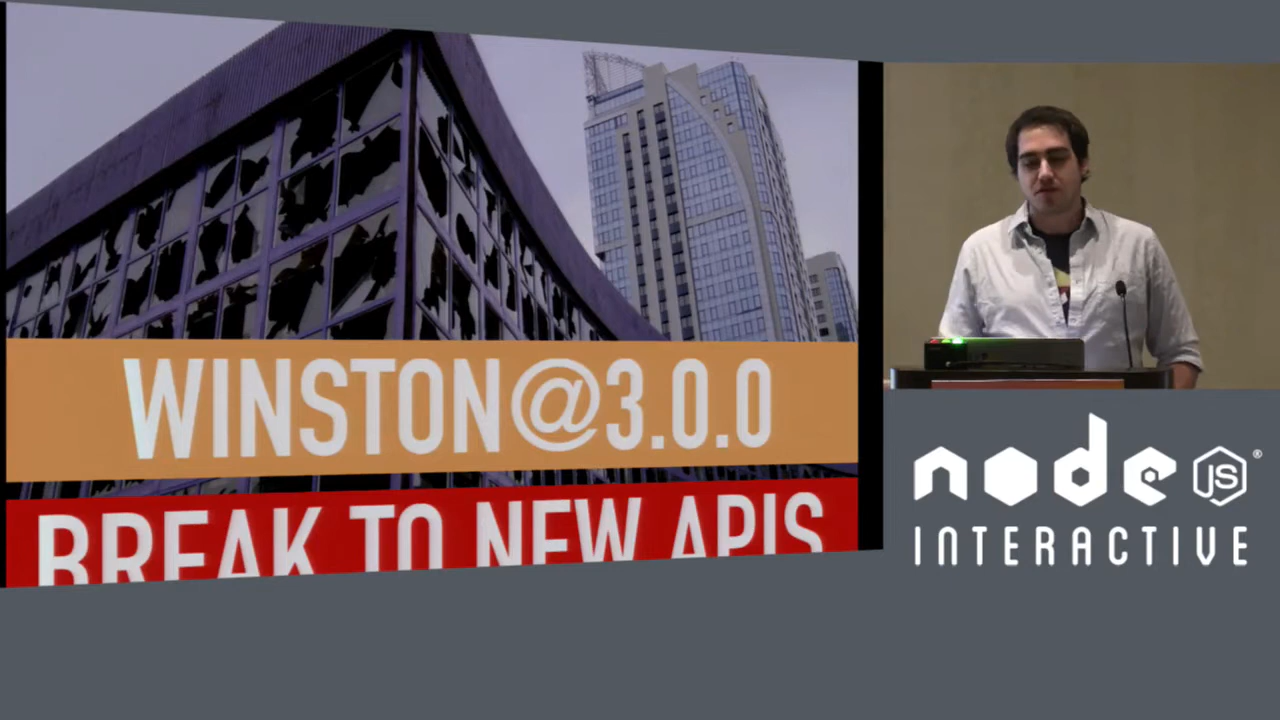 WINSTON@3.0.0
BREAK TO NEW APIS
node JS ®
INTERACTIVE